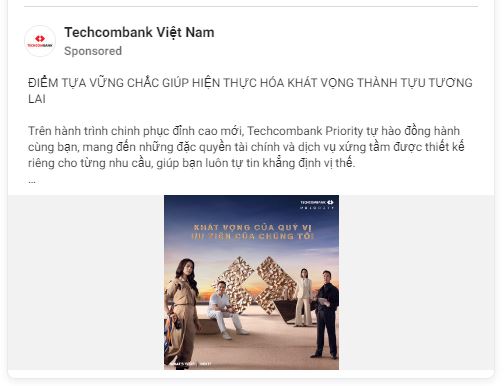 TECHCOMBANK
Techcombank Việt Nam
Sponsored
ĐIỂM TỰA VỮNG CHẮC GIÚP HIỆN THỰC HÓA KHÁT VỌNG THÀNH TỰU TƯƠNG
LAI
Trên hành trình chinh phục đỉnh cao mới, Techcombank Priority tự hào đồng hành
cùng bạn, mang đến những đặc quyền tài chính và dịch vụ xứng tầm được thiết kế
riêng cho từng nhu cầu, giúp bạn luôn tự tin khẳng định vị thế.
...
TECHCOMBANK
PRIORITY
KHÁT VỌNG CỦA QUÝ VỊ
ƯU TIÊN CỦA CHÚNG TÔI